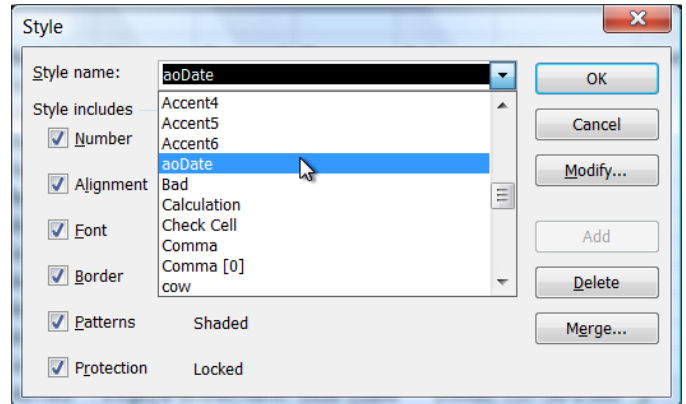 Style
Style name:
aoDate
OK
Style includes
Accent4
Accent5
Accent6
aoDate
Bad
Calculation
Check Cell
Comma
Comma [0]
cow
Number
Alignment
Font
Border
Patterns
Shaded
Protection
Locked
Cancel
Modify...
Add
Delete
Merge...